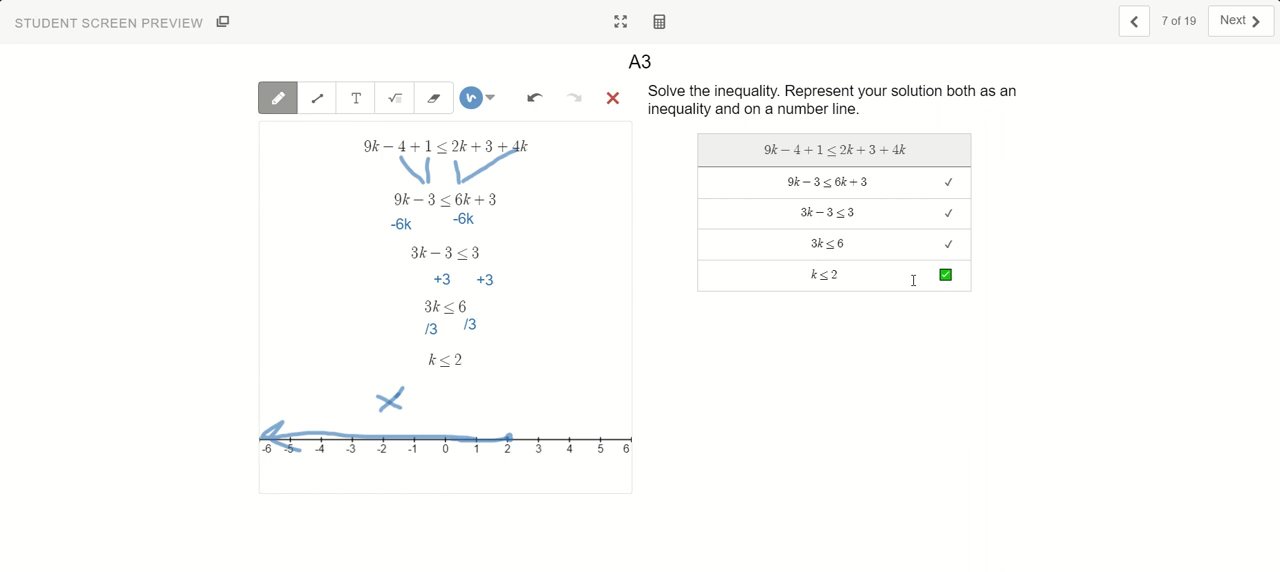 STUDENT SCREEN PREVIEW
7 of 19
Next
A3
T
√=
Solve the inequality. Represent your solution both as an
inequality and on a number line.
9k − 4 + 1 ≤ 2k + 3 + 4k
9k − 3 ≤ 6k + 3
-6k -6k
3k − 3 ≤ 3
+3 +3
3k ≤ 6
/3 /3
k ≤ 2
-6 -5 -4 -3 -2 -1 0 1 2 3 4 5 6
9k − 4 + 1 ≤ 2k + 3 + 4k
9k − 3 ≤ 6k + 3 ✓
3k − 3 ≤ 3 ✓
3k ≤ 6 ✓
k ≤ 2 ✓